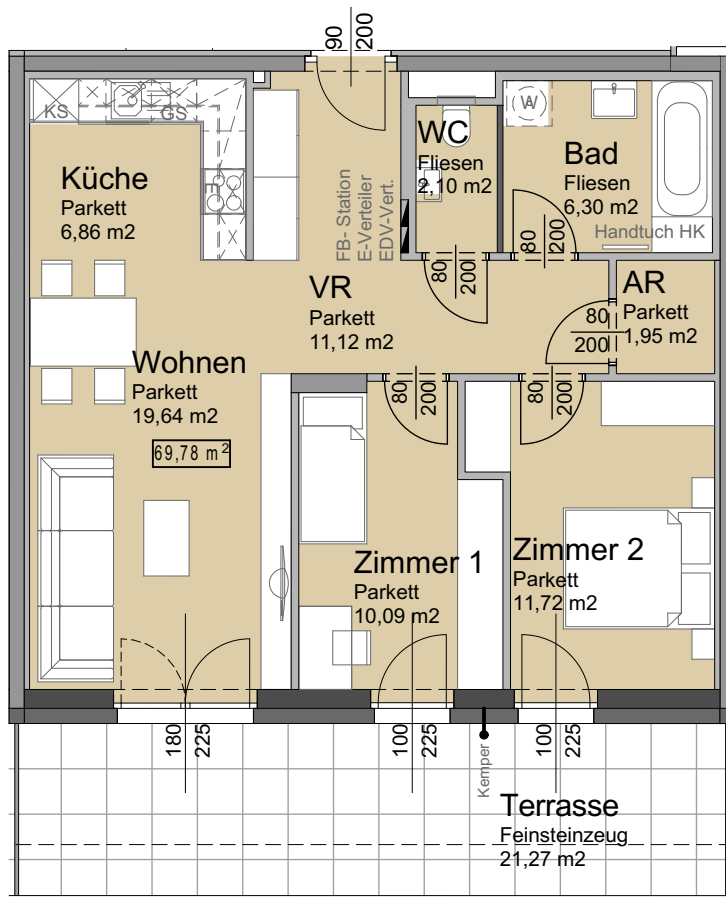 90
200
KS
GS
W
WC
Fliesen
2,10 m2
Bad
Fliesen
6,30 m2
Handtuch HK
Küche
Parkett
6,86 m2
E
FB- Station
E-Verteiler
EDV-Vert.
80
200
80
200
VR
Parkett
11,12 m2
AR
Parkett
1,95 m2
80
200
Wohnen
Parkett
19,64 m2
69,78 m²
80
200
80
200
Zimmer 1
Parkett
10,09 m2
Zimmer 2
Parkett
11,72 m2
180
225
100
225
100
225
Kemper
Terrasse
Feinsteinzeug
21,27 m2